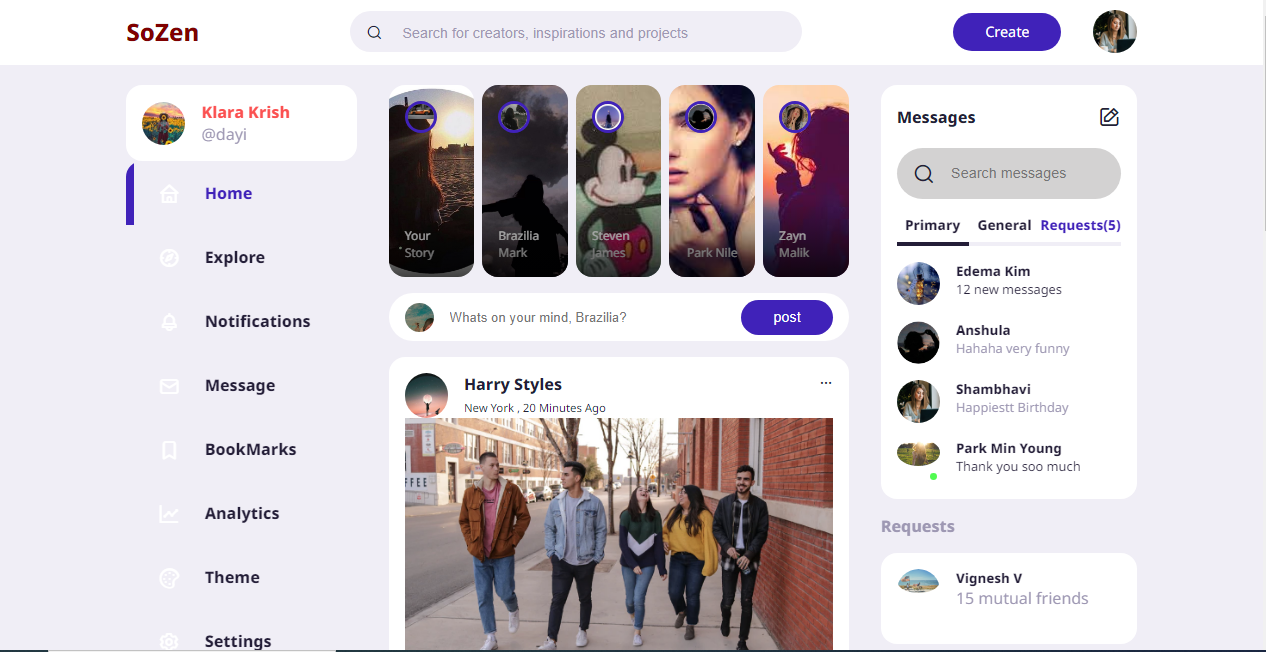 SoZen
Search for creators, inspirations and projects
Create
Klara Krish
@dayi
Home
Explore
Notifications
Message
BookMarks
Analytics
Theme
Settings
Your
Story
Brazilia
Mark
Steven
James
Park Nile
Zayn
Malik
Whats on your mind, Brazilia?
post
Harry Styles
...
New York , 20 Minutes Ago
FFEE
Messages
Search messages
Primary
General
Requests(5)
Edema Kim
12 new messages
Anshula
Hahaha very funny
Shambhavi
Happiestt Birthday
Park Min Young
Thank you soo much
Requests
Vignesh V
15 mutual friends